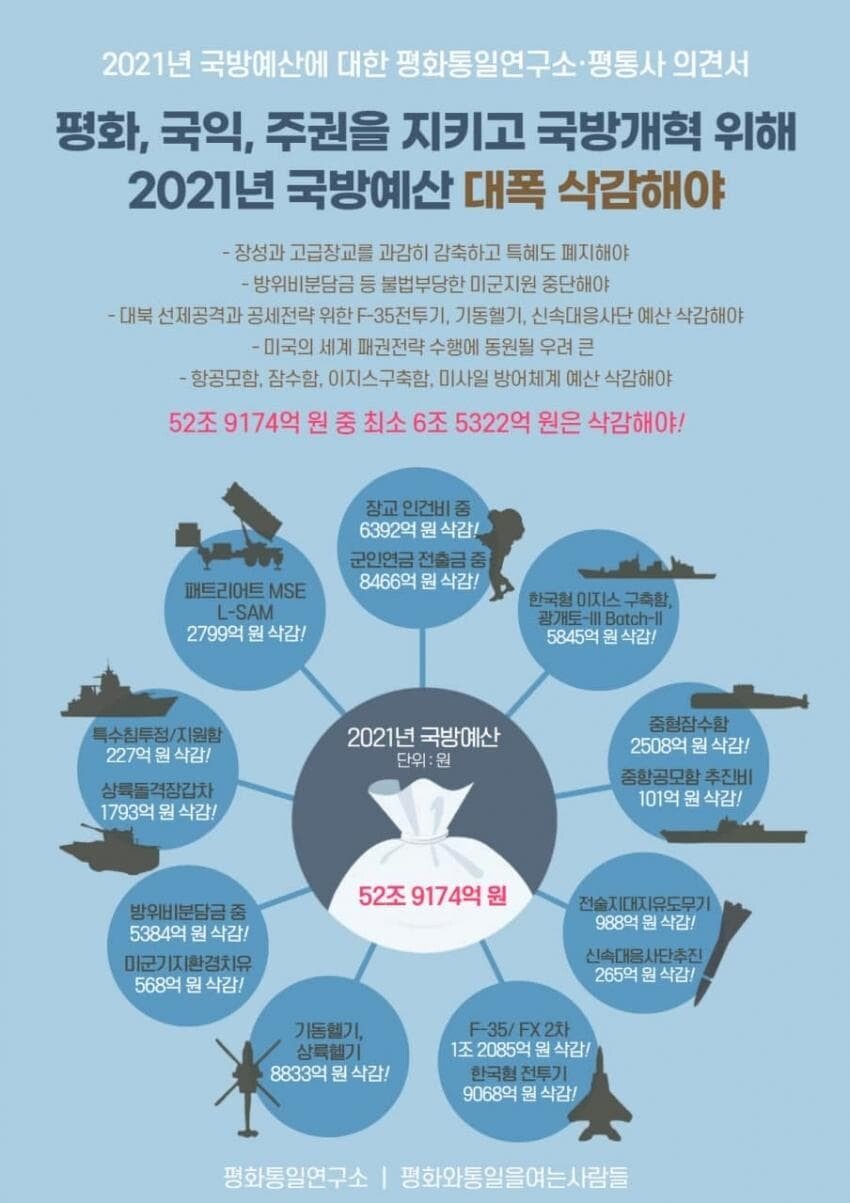 2021년 국방예산에 대한 평화통일연구소·평통사 의견서
평화, 국익, 주권을 지키고 국방개혁 위해
2021년 국방예산 대폭 삭감해야
- 장성과 고급장교를 과감히 감축하고 특혜도 폐지해야
- 방위비분담금 등 불법부당한 미군지원 중단해야
- 대북 선제공격과 공세전략 위한 F-35전투기, 기동헬기, 신속대응사단 예산 삭감해야
- 미국의 세계 패권전략 수행에 동원될 우려 큰
- 항공모함, 잠수함, 이지스구축함, 미사일 방어체계 예산 삭감해야
52조 9174억 원 중 최소 6조 5322억 원은 삭감해야!
장교 인건비 중
6392억 원 삭감!
군인연금 전출금 중
8466억 원 삭감!
패트리어트 MSE
L-SAM
2799억 원 삭감!
한국형 이지스 구축함,
광개토-III Batch-II
5845억 원 삭감!
특수침투정/지원함
227억 원 삭감!
상륙돌격장갑차
1793억 원 삭감!
2021년 국방예산
단위 : 원
52조 9174억 원
중형잠수함
2508억 원 삭감!
중항공모함 추진비
101억 원 삭감!
방위비분담금 중
5384억 원 삭감!
미군기지환경치유
568억 원 삭감!
전술지대지유도무기
988억 원 삭감!
신속대응사단추진
265억 원 삭감!
기동헬기,
상륙헬기
8833억 원 삭감!
F-35/ FX 2차
1조 2085억 원 삭감!
한국형 전투기
9068억 원 삭감!
평화통일연구소 | 평화와통일을여는사람들